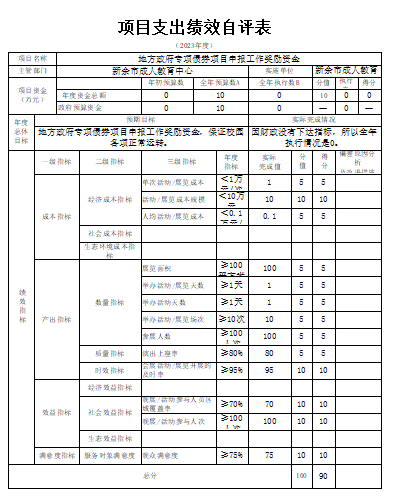 项目支出绩效自评表
（2023年度）
项目名称 地方政府专项债券项目申报工作奖励资金
主管部门 新余市成人教育中心 实施单位 新余市成人教育
项目资金（万元） 年初预算数 全年预算数A 全年执行数B 分值 执行 得分
年度资金总额 0 10 0 10 0 0
政府预算资金 0 10 0 — 0 —
年度总体目标 预期目标 实际完成情况
地方政府专项债券项目申报工作奖励资金，保证校园各项正常运转。 因财政没有下达指标，所以全年执行情况是0。
绩效指标 一级指标 二级指标 三级指标 年度指标 实际完成值 分值 得分 偏差原因分析
成本指标 经济成本指标 单次活动/展览成本 <1万 1 5 5
活动/展览成本规模 <10万 10 10 10
人均活动/展览成本 <0.1 0.1 5 5
社会成本指标
生态环境成本指标
产出指标 数量指标 展览面积 ≥100 100 5 5
举办活动/展览天数 ≥1天 1 5 5
举办活动天数 ≥1天 1 5 5
举办活动/展览场次 ≥10次 10 5 5
参展人数 ≥100 100 5 5
质量指标 演出上座率 ≥80% 80 5 5
时效指标 会展活动/展览开展的及时率 ≥95% 95 10 10
效益指标 经济效益指标
社会效益指标 观展/活动参与人员区域覆盖率 ≥70% 70 10 10
观展/活动参与人次 ≥100 100 10 10
生态效益指标
满意度指标 服务对象满意度 观众满意度 ≥75% 75 10 10
总分 100 90